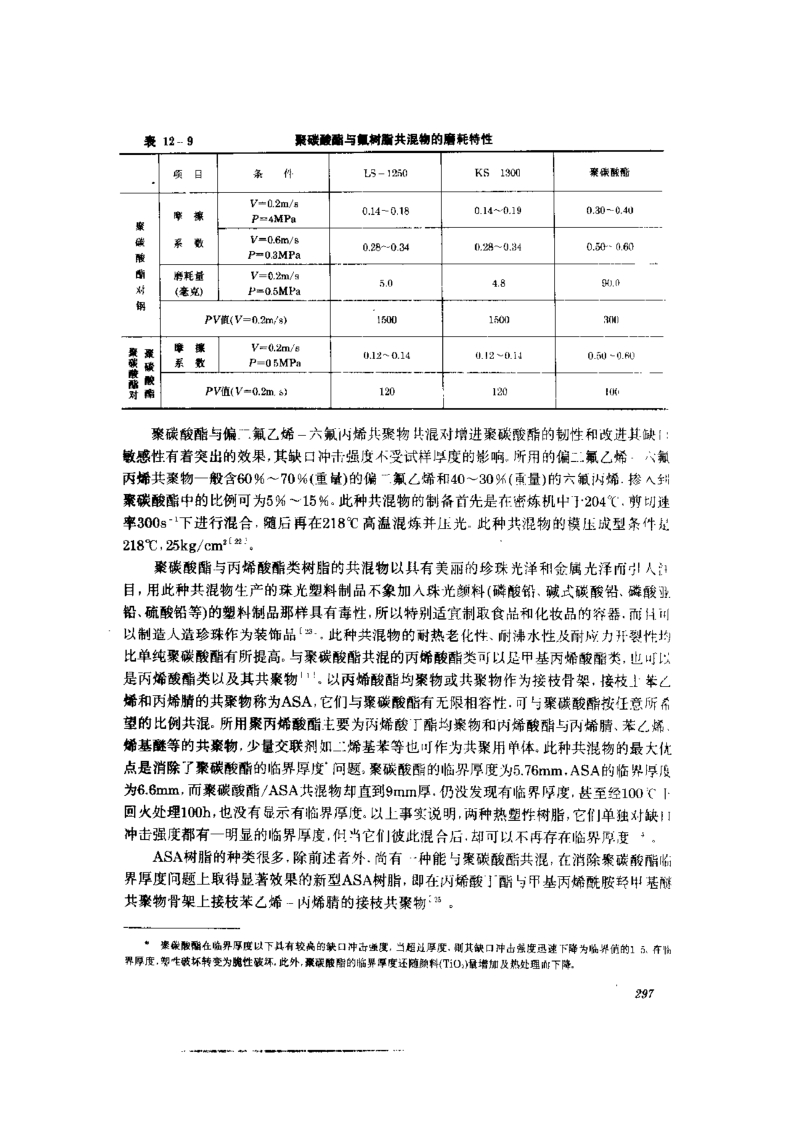 表 12-9 聚碳酸酯与氟树脂共混物的磨耗特性
项 目 条 件 LS-1250 KS 1300 聚碳酸酯
聚碳酸酯对钢
摩 擦 系 数 V=0.2m/s P=4MPa 0.14~0.18 0.14~0.19 0.30~0.40
V=0.6m/s P=0.3MPa 0.28~0.34 0.28~0.34 0.50~0.60
磨耗量 (毫克) V=0.2m/s P=0.5MPa 5.0 4.8 90.0
PV值(V=0.2m/s) 1500 1500 300
聚碳酸酯对聚碳酸酯
摩 擦 系 数 V=0.2m/s P=0 5MPa 0.12~0.14 0.12~0.14 0.50~0.60
PV值(V=0.2m/s) 120 120 100
聚碳酸酯与偏二氟乙烯-六氟丙烯共聚物共混对增进聚碳酸酯的韧性和改进其缺口
敏感性有着突出的效果,其缺口冲击强度不受试样厚度的影响。所用的偏二氟乙烯-六氟
丙烯共聚物一般含60%~70%(重量)的偏二氟乙烯和40~30%(重量)的六氟丙烯.掺入到
聚碳酸酯中的比例可为5%~15%。此种共混物的制备首先是在密炼机中于204℃,剪切速
率300s⁻¹下进行混合,随后再在218℃高温混炼并压光。此种共混物的模压成型条件是
218℃,25kg/cm²[22]。
聚碳酸酯与丙烯酸酯类树脂的共混物以具有美丽的珍珠光泽和金属光泽而引人注
目,用此种共混物生产的珠光塑料制品不象加入珠光颜料(磷酸铅、碱式碳酸铅、磷酸亚
铅、硫酸铅等)的塑料制品那样具有毒性,所以特别适宜制取食品和化妆品的容器.而且可
以制造人造珍珠作为装饰品[23]。此种共混物的耐热老化性、耐沸水性及耐应力开裂性均
比单纯聚碳酸酯有所提高。与聚碳酸酯共混的丙烯酸酯类可以是甲基丙烯酸酯类,也可以
是丙烯酸酯类以及其共聚物[1]。以丙烯酸酯均聚物或共聚物作为接枝骨架,接枝上苯乙
烯和丙烯腈的共聚物称为ASA,它们与聚碳酸酯有无限相容性.可与聚碳酸酯按任意所希
望的比例共混。所用聚丙烯酸酯主要为丙烯酸丁酯均聚物和丙烯酸酯与丙烯腈、苯乙烯、
烯基醚等的共聚物,少量交联剂如二烯基苯等也可作为共聚用单体。此种共混物的最大优
点是消除了聚碳酸酯的临界厚度*问题。聚碳酸酯的临界厚度为5.76mm,ASA的临界厚度
为6.6mm,而聚碳酸酯/ASA共混物却直到9mm厚,仍没发现有临界厚度,甚至经100℃下
回火处理100h,也没有显示有临界厚度。以上事实说明,两种热塑性树脂,它们单独对缺口
冲击强度都有一明显的临界厚度,但当它们彼此混合后,却可以不再存在临界厚度 。
ASA树脂的种类很多,除前述者外.尚有一种能与聚碳酸酯共混,在消除聚碳酸酯临
界厚度问题上取得显著效果的新型ASA树脂,即在丙烯酸丁酯与甲基丙烯酰胺羟甲基醚
共聚物骨架上接枝苯乙烯-丙烯腈的接枝共聚物[25]。
* 聚碳酸酯在临界厚度以下具有较高的缺口冲击强度,当超过厚度,则其缺口冲击强度迅速下降为临界值的1 5.在临
界厚度,塑性破坏转变为脆性破坏。此外,聚碳酸酯的临界厚度还随颜料(TiO₂)量增加及热处理而下降。
297